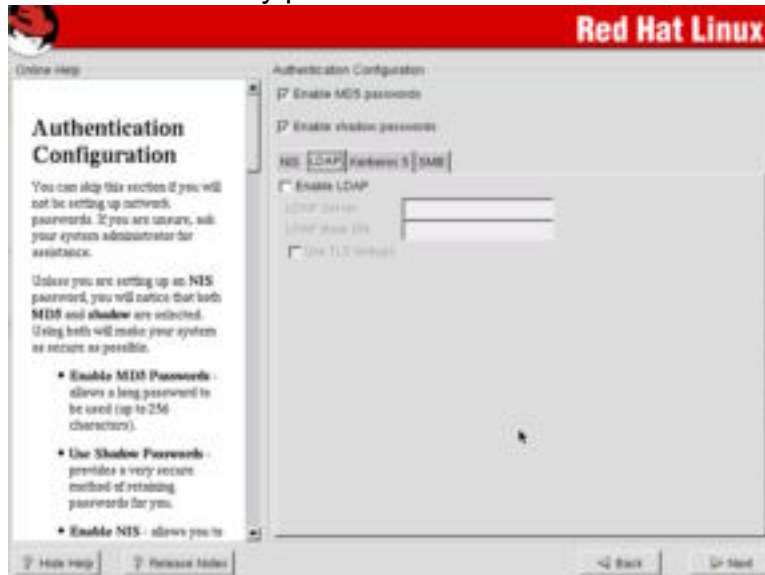 Red Hat Linux
Online Help
Authentication
Configuration
You can skip this section if you will
not be setting up network
passwords. If you are unsure, ask
your system administrator for
assistance.
Unless you are setting up an NIS
password, you will notice that both
MD5 and shadow are selected.
Using both will make your system
as secure as possible.
• Enable MD5 Passwords -
allows a long password to
be used (up to 256
characters).
• Use Shadow Passwords -
provides a very secure
method of retaining
passwords for you.
• Enable NIS - allows you to
Hide Help
Release Notes
Authentication Configuration
Enable MD5 passwords
Enable shadow passwords
NIS LDAP Kerberos 5 SMB
Enable LDAP
LDAP Server
LDAP Base DN
Use TLS lookups
Back
Next